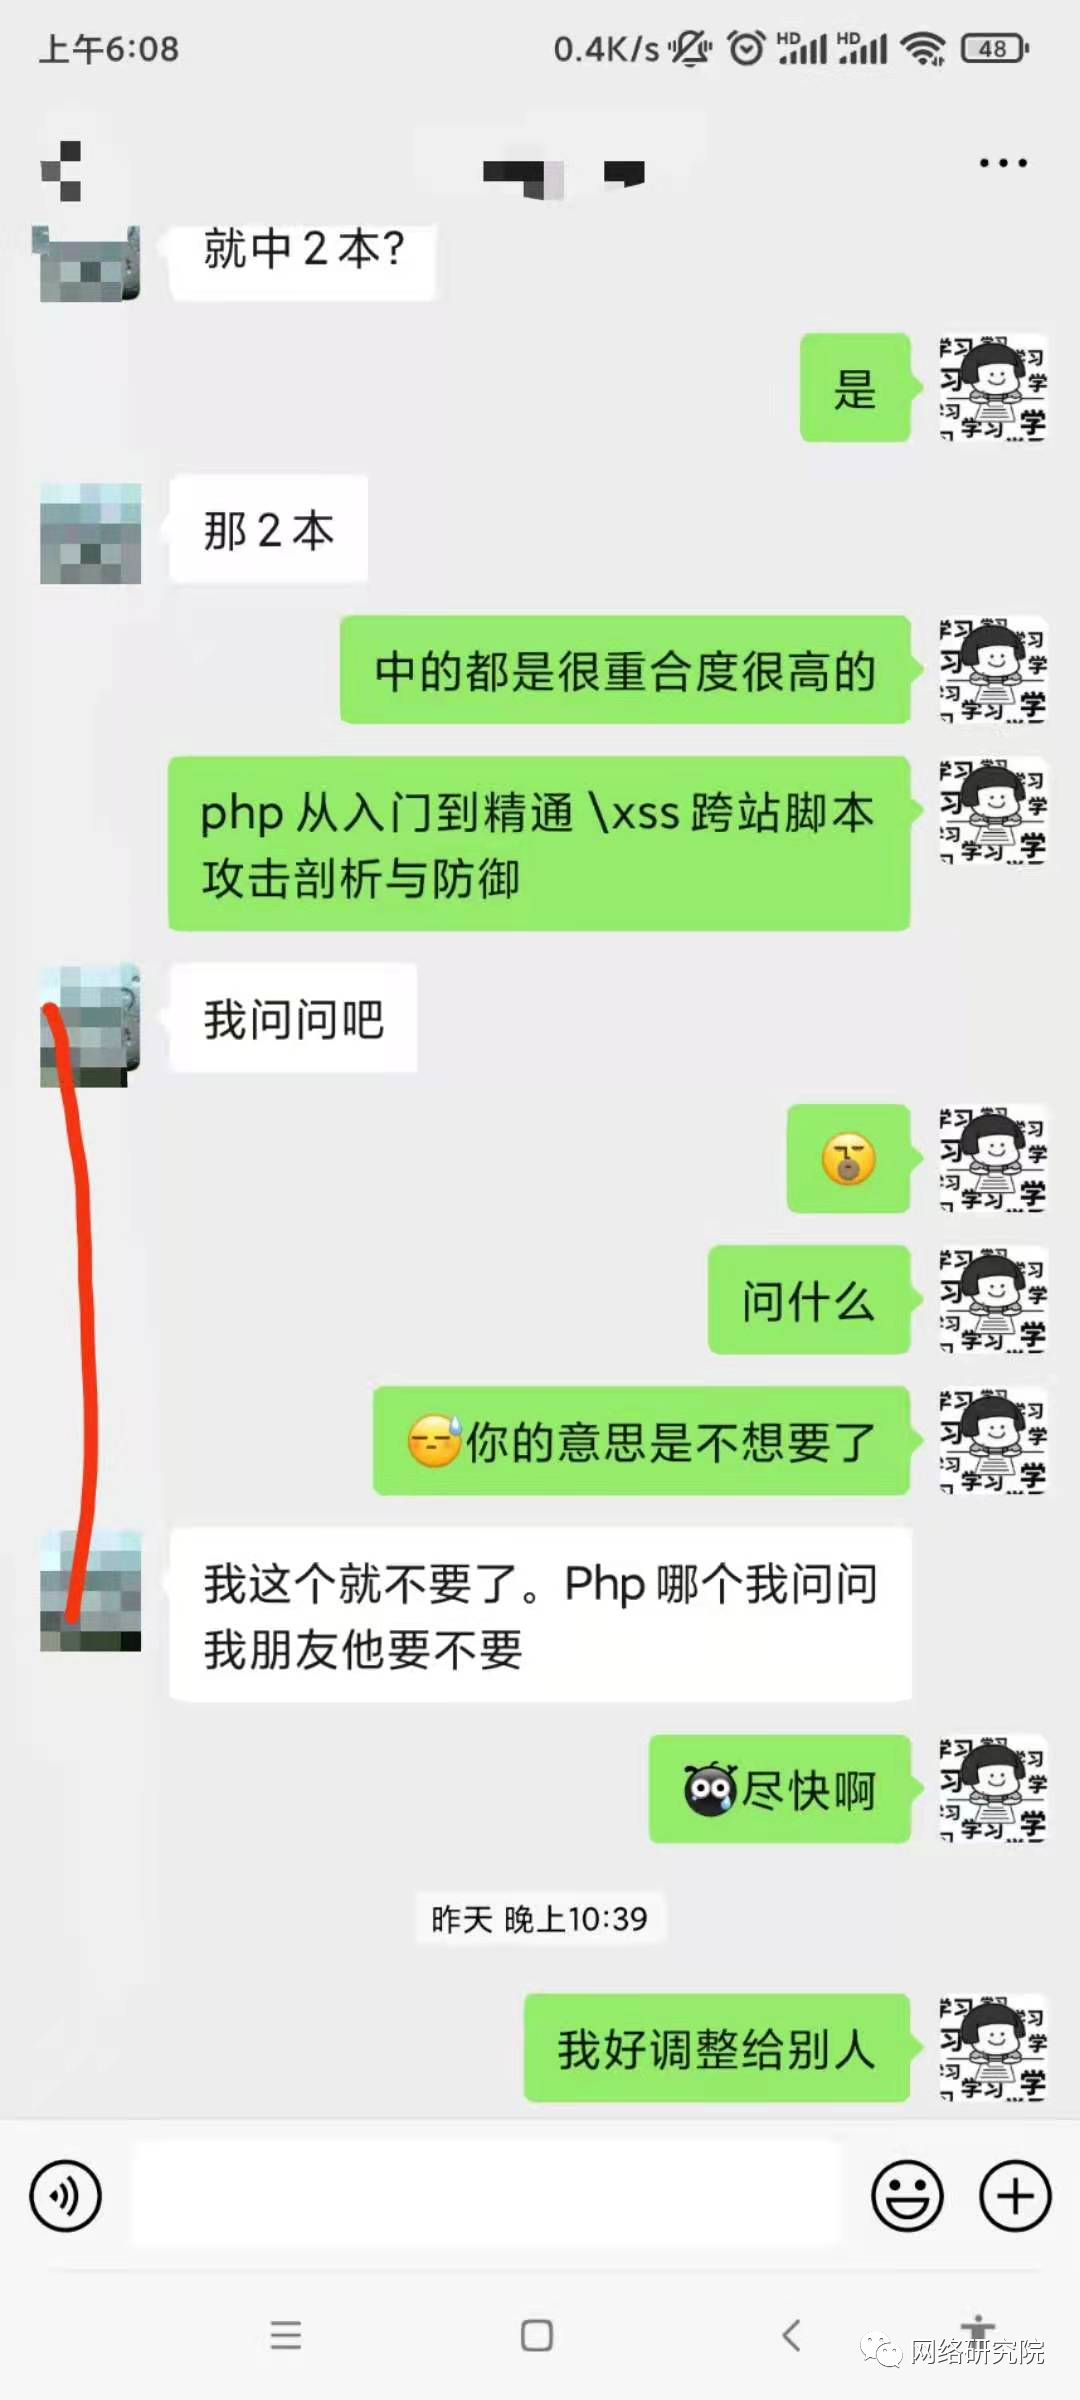 上午6:08
0.4K/s HD HD 48
就中2本?
是
那2本
中的都是很重合度很高的
php从入门到精通\xss跨站脚本
攻击剖析与防御
我问问吧
问什么
你的意思是不想要了
我这个就不要了。Php哪个我问问
我朋友他要不要
尽快啊
昨天 晚上10:39
我好调整给别人
网络研究院